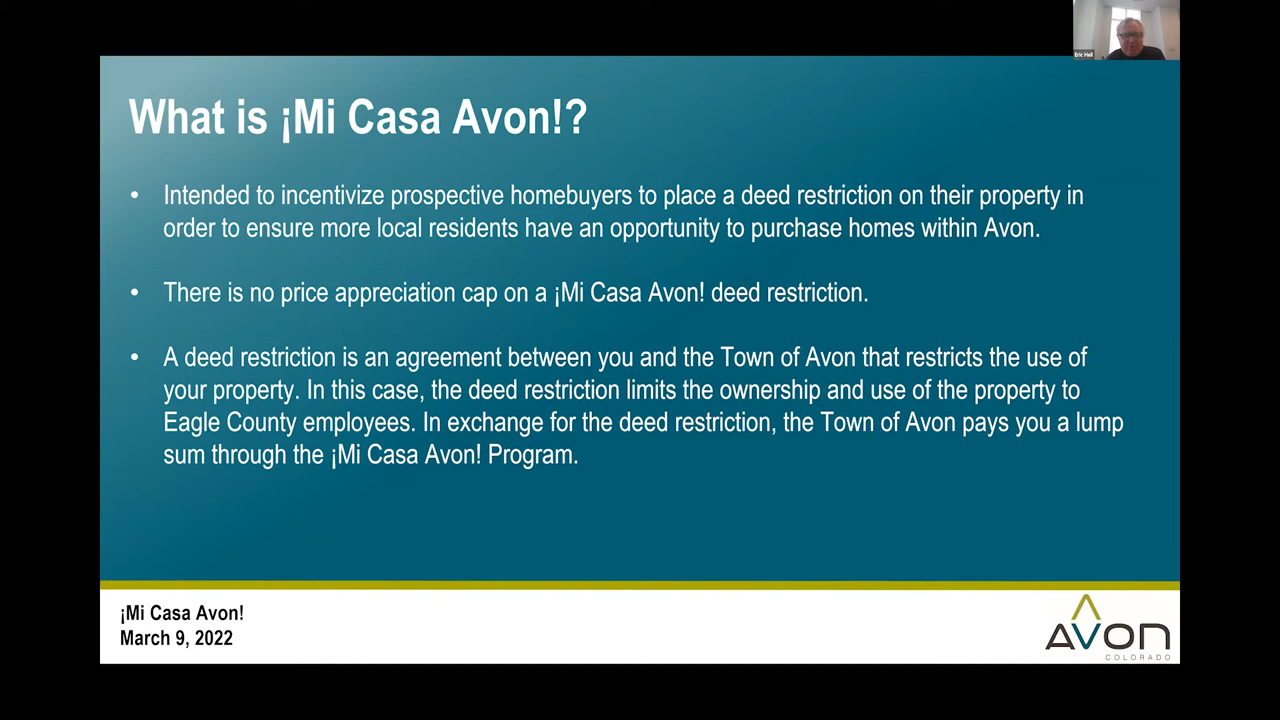 Eric Heil
What is ¡Mi Casa Avon!?
• Intended to incentivize prospective homebuyers to place a deed restriction on their property in
order to ensure more local residents have an opportunity to purchase homes within Avon.
• There is no price appreciation cap on a ¡Mi Casa Avon! deed restriction.
• A deed restriction is an agreement between you and the Town of Avon that restricts the use of
your property. In this case, the deed restriction limits the ownership and use of the property to
Eagle County employees. In exchange for the deed restriction, the Town of Avon pays you a lump
sum through the ¡Mi Casa Avon! Program.
¡Mi Casa Avon!
March 9, 2022
AVON
COLORADO